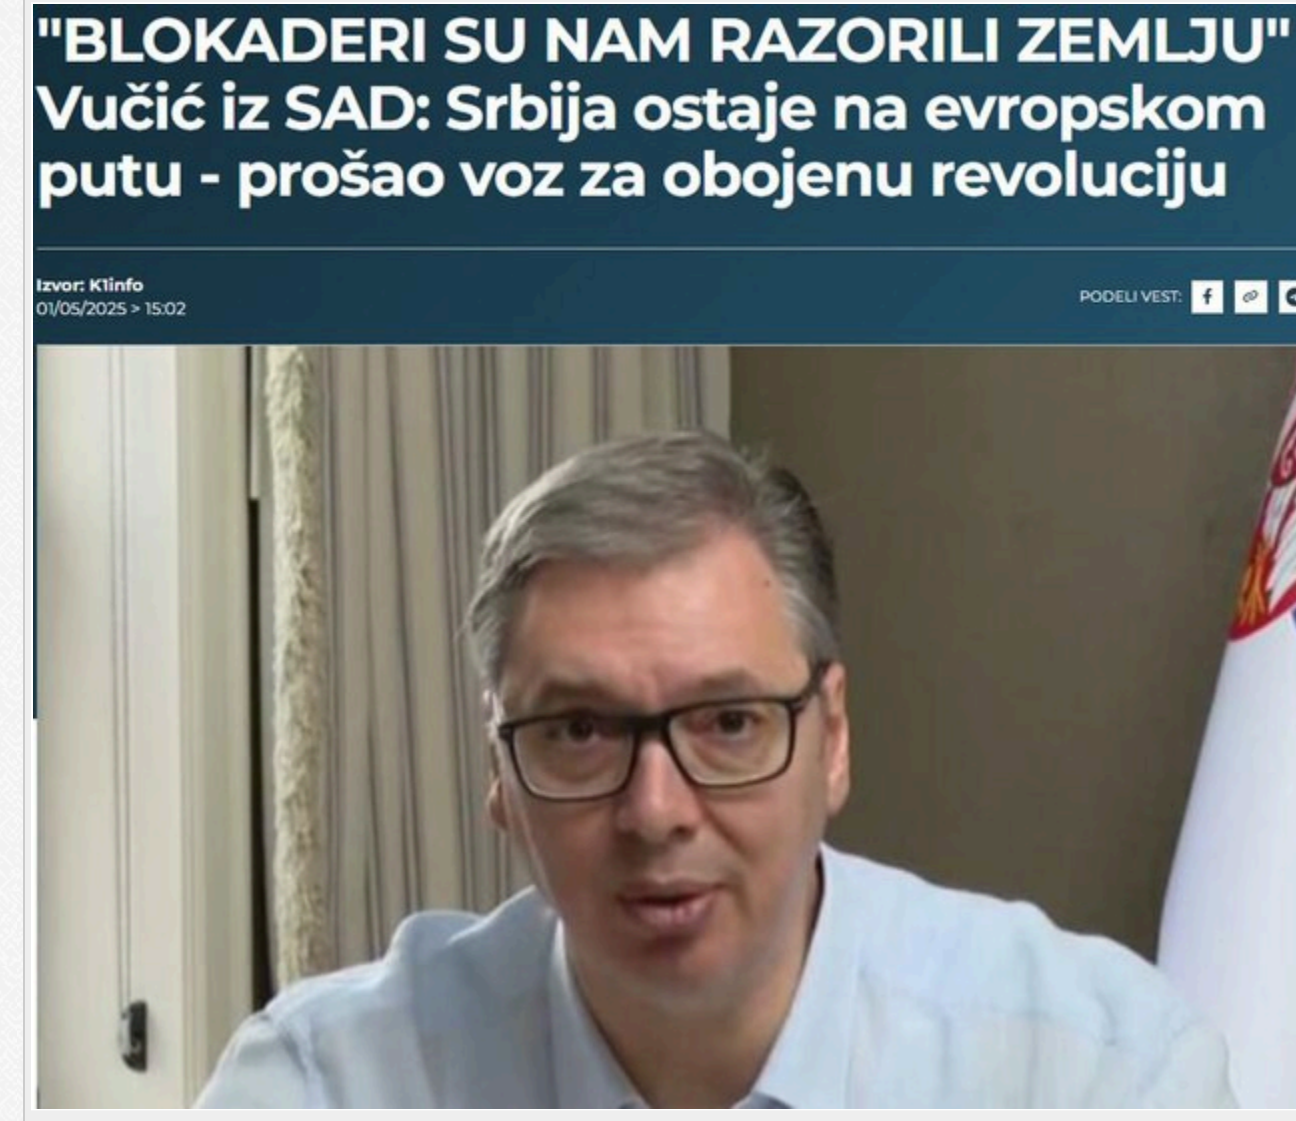 "BLOKADERI SU NAM RAZORILI ZEMLJU"
Vučić iz SAD: Srbija ostaje na evropskom
putu - prošao voz za obojenu revoluciju
Izvor: K1info
01/05/2025 > 15:02
PODELI VEST: